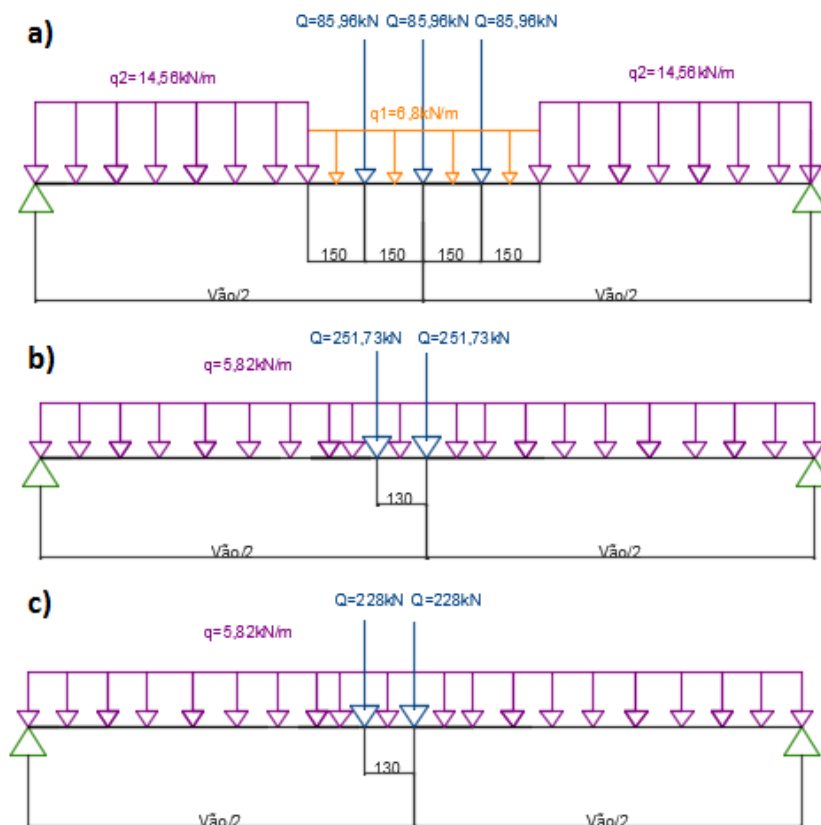 a)
Q=85,96kN Q=85,96kN Q=85,96kN
q2=14,56kN/m
q2=14,56kN/m
q1=6,8kN/m
150 150 150 150
Vão/2 Vão/2
b)
Q=251,73kN Q=251,73kN
q=5,82kN/m
130
Vão/2 Vão/2
c)
Q=228kN Q=228kN
q=5,82kN/m
130
Vão/2 Vão/2